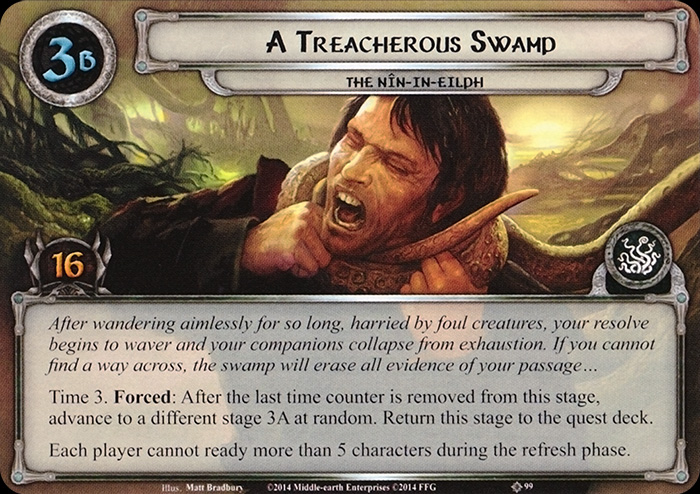 3B
A Treacherous Swamp
The Nîn-in-Eilph
16
After wandering aimlessly for so long, harried by foul creatures, your resolve
begins to waver and your companions collapse from exhaustion. If you cannot
find a way across, the swamp will erase all evidence of your passage…
Time 3. Forced: After the last time counter is removed from this stage,
advance to a different stage 3A at random. Return this stage to the quest deck.
Each player cannot ready more than 5 characters during the refresh phase.
Illus. Matt Bradbury ©2014 Middle-earth Enterprises ©2014 FFG 99